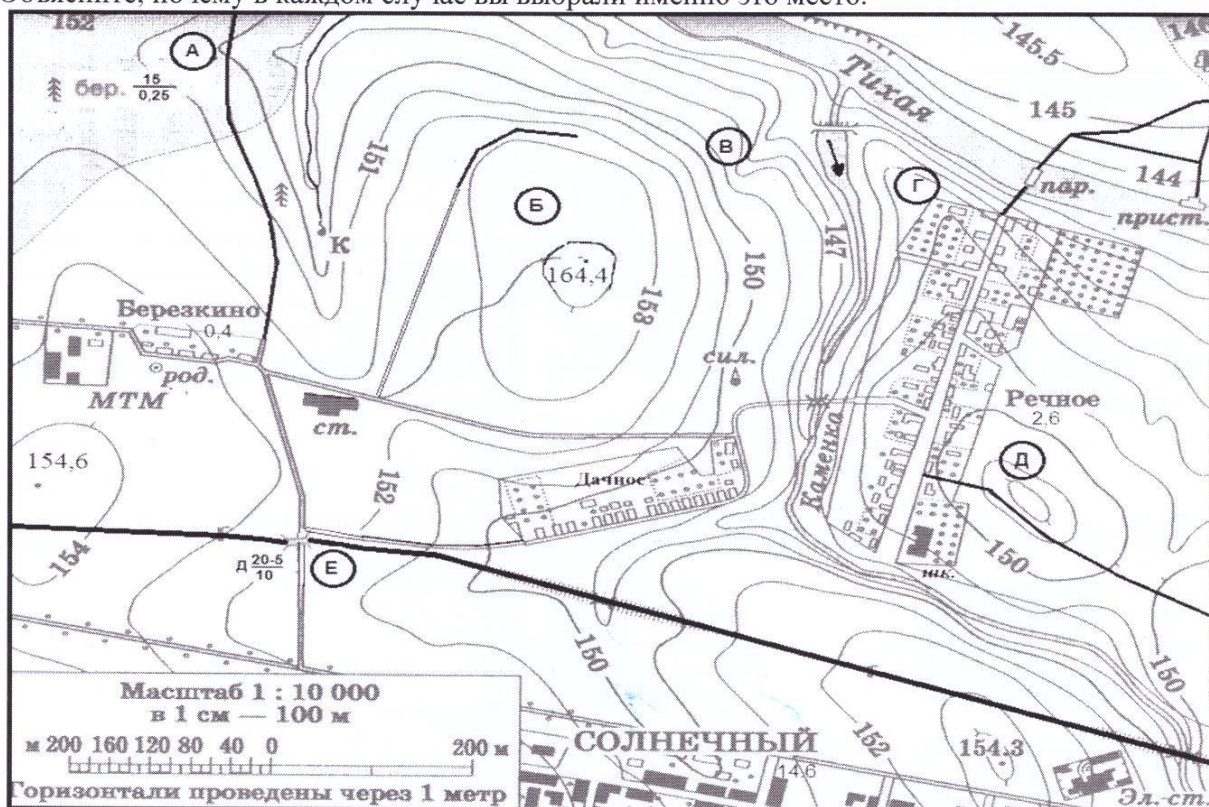 Объясните, почему в каждом случае вы выбрали именно это место.
152
А
бер. 15
0,25
145.5
Тихая
145
144
пар.
прист.
В
Г
151
Б
К
164,4
147
150
158
Березкино
0,4
род.
МТМ
ст.
сил.
Речное
2,6
Каменка
154,6
152
Дачное
Д
154
150
шк.
Д 20-5
10
Е
150
150
Масштаб 1 : 10 000
в 1 см — 100 м
м 200 160 120 80 40 0 200 м
Горизонтали проведены через 1 метр
СОЛНЕЧНЫЙ
14,6
152
154.3
Эл.-ст.